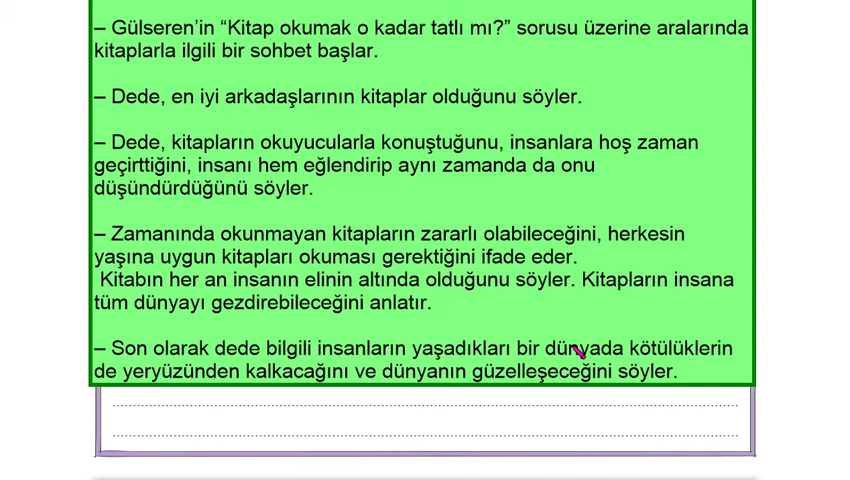 – Gülseren’in “Kitap okumak o kadar tatlı mı?” sorusu üzerine aralarında
kitaplarla ilgili bir sohbet başlar.
– Dede, en iyi arkadaşlarının kitaplar olduğunu söyler.
– Dede, kitapların okuyucularla konuştuğunu, insanlara hoş zaman
geçirttiğini, insanı hem eğlendirip aynı zamanda da onu
düşündürdüğünü söyler.
– Zamanında okunmayan kitapların zararlı olabileceğini, herkesin
yaşına uygun kitapları okuması gerektiğini ifade eder.
Kitabın her an insanın elinin altında olduğunu söyler. Kitapların insana
tüm dünyayı gezdirebileceğini anlatır.
– Son olarak dede bilgili insanların yaşadıkları bir dünyada kötülüklerin
de yeryüzünden kalkacağını ve dünyanın güzelleşeceğini söyler.